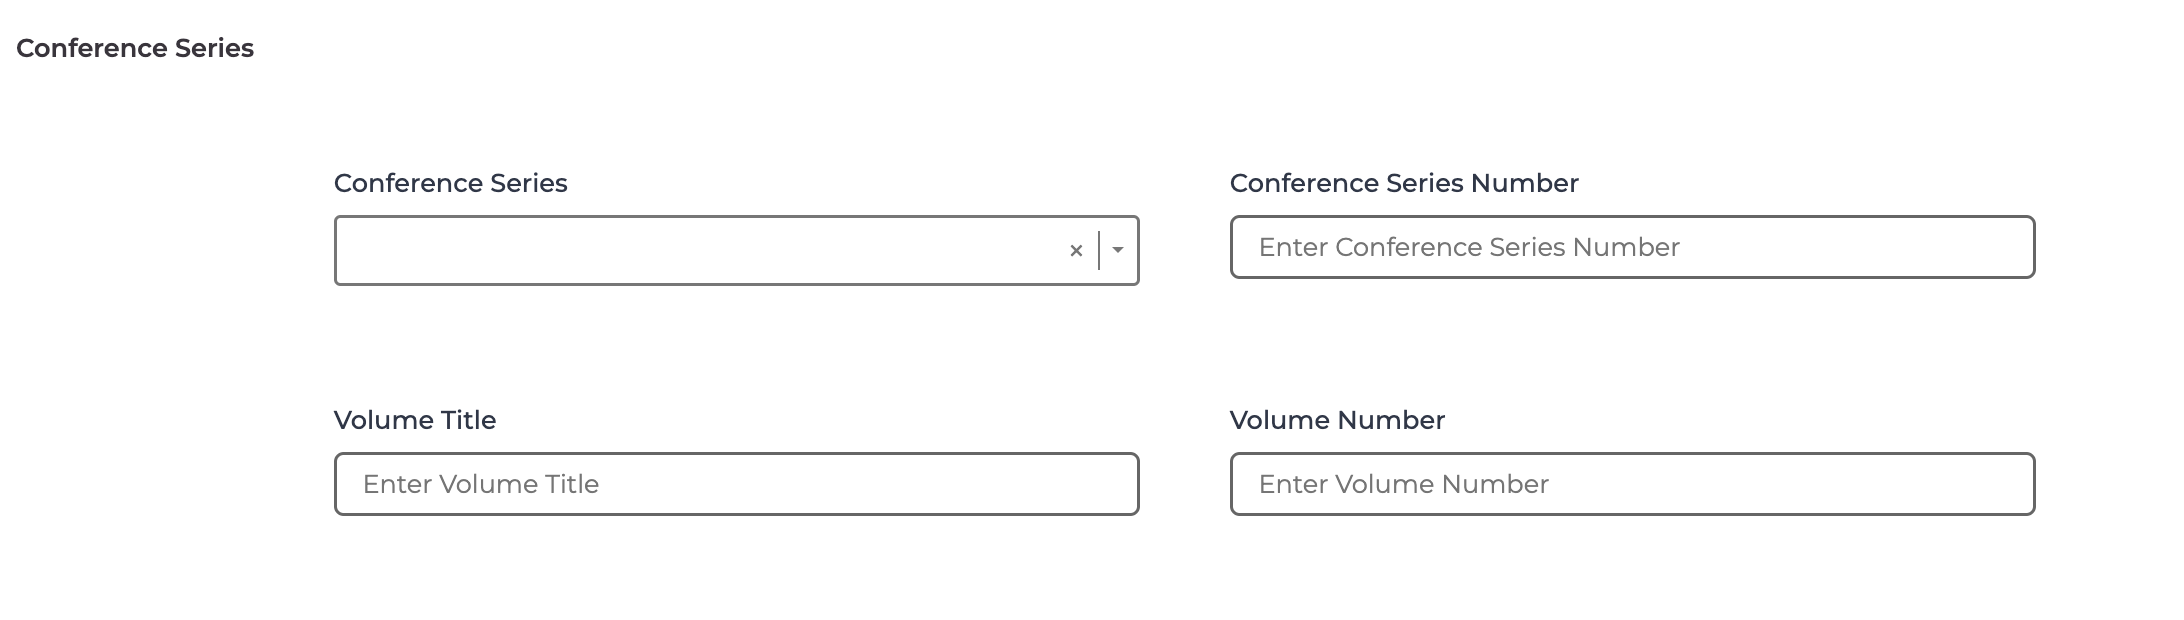 Conference Series
Conference Series
Conference Series Number
Enter Conference Series Number
Volume Title
Volume Number
Enter Volume Title
Enter Volume Number